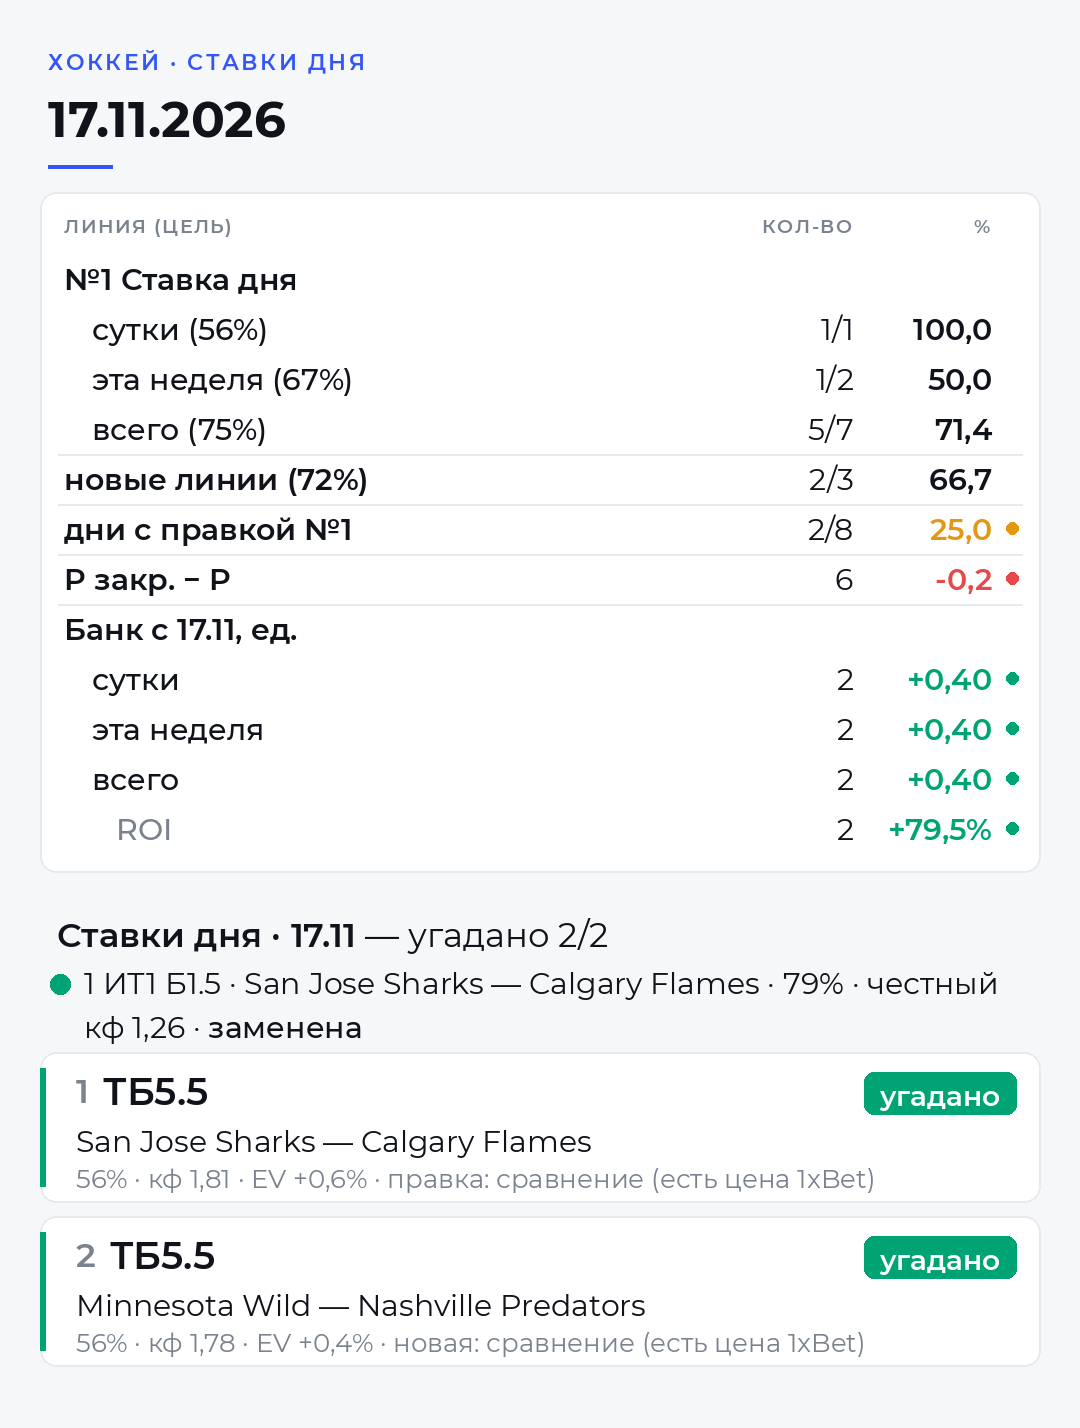 ХОККЕЙ · СТАВКИ ДНЯ
17.11.2026
ЛИНИЯ (ЦЕЛЬ) КОЛ-ВО %
№1 Ставка дня
сутки (56%) 1/1 100,0
эта неделя (67%) 1/2 50,0
всего (75%) 5/7 71,4
новые линии (72%) 2/3 66,7
дни с правкой №1 2/8 25,0
Р закр. − Р 6 -0,2
Банк с 17.11, ед.
сутки 2 +0,40
эта неделя 2 +0,40
всего 2 +0,40
ROI 2 +79,5%
Ставки дня · 17.11 — угадано 2/2
1 ИТ1 Б1.5 · San Jose Sharks — Calgary Flames · 79% · честный
кф 1,26 · заменена
1 ТБ5.5 угадано
San Jose Sharks — Calgary Flames
56% · кф 1,81 · EV +0,6% · правка: сравнение (есть цена 1xBet)
2 ТБ5.5 угадано
Minnesota Wild — Nashville Predators
56% · кф 1,78 · EV +0,4% · новая: сравнение (есть цена 1xBet)